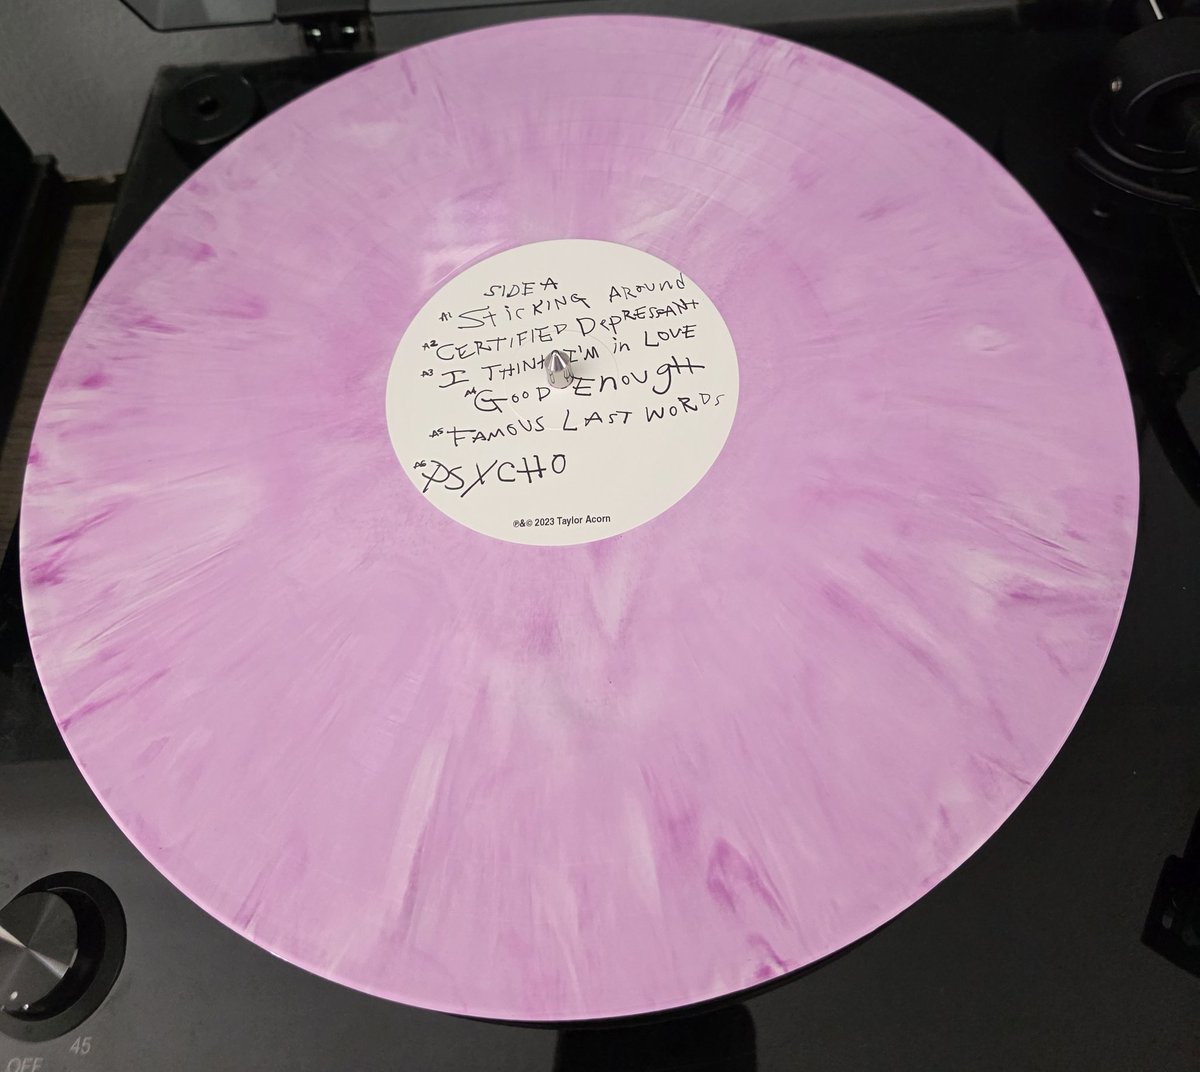 SIDE A
A1 Sticking Around
A2 CERTIFIED DepRESSANt
A3 I THINK I'M in LOVE
A4 GooD EnougH
A5 FAMOUS LAST WORDS
A6 PSYCHO
℗&© 2023 Taylor Acorn
45
OFF